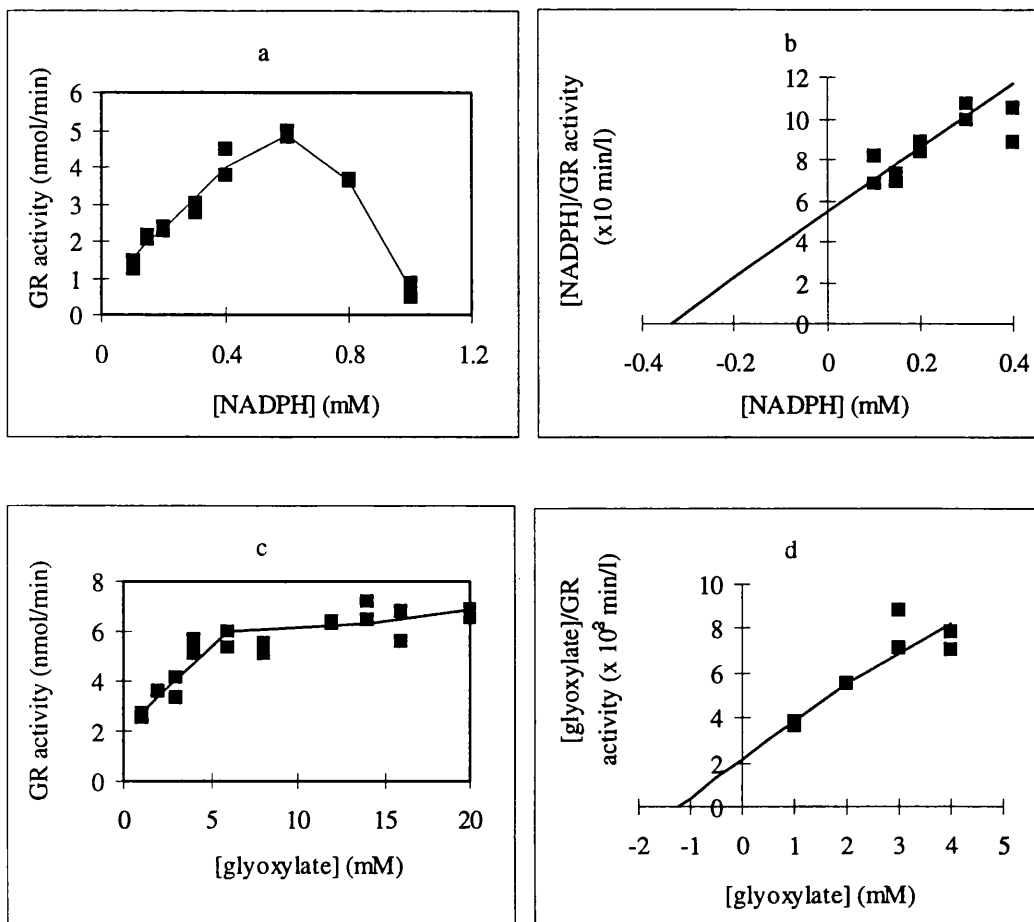 a
GR activity (nmol/min)
6
5
4
3
2
1
0
0 0.4 0.8 1.2
[NADPH] (mM)
b
[NADPH]/GR activity
(x10 min/l)
12
10
8
6
4
2
0
-0.4 -0.2 0 0.2 0.4
[NADPH] (mM)
c
GR activity (nmol/min)
8
6
4
2
0
0 5 10 15 20
[glyoxylate] (mM)
d
[glyoxylate]/GR
activity (x 10² min/l)
10
8
6
4
2
0
-2 -1 0 1 2 3 4 5
[glyoxylate] (mM)